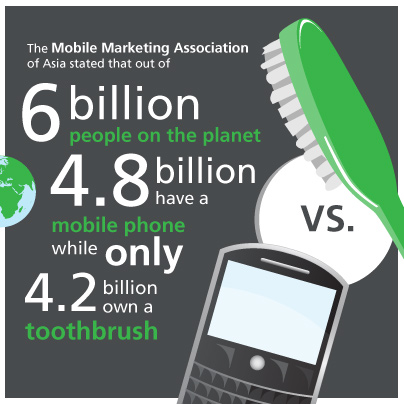 The Mobile Marketing Association
of Asia stated that out of
6 billion
people on the planet
4.8 billion
have a
mobile phone
while only
4.2 billion
own a
toothbrush
VS.